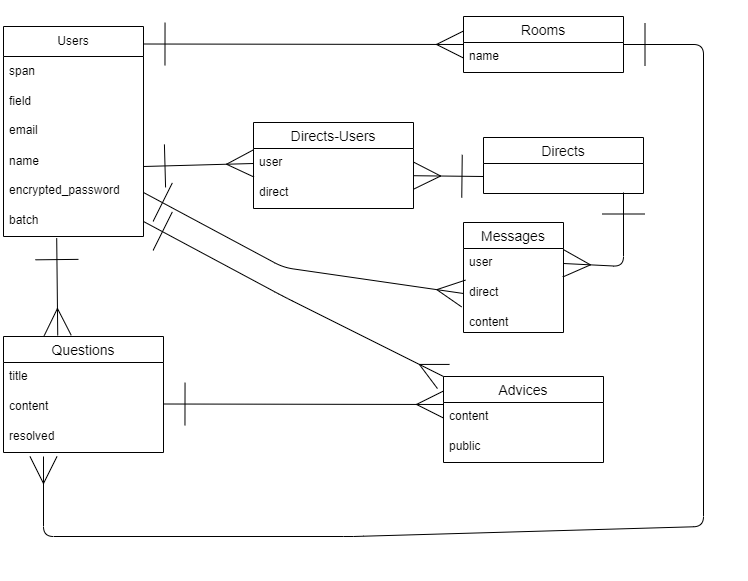 Users
span
field
email
name
encrypted_password
batch
Rooms
name
Directs-Users
user
direct
Directs
Messages
user
direct
content
Questions
title
content
resolved
Advices
content
public